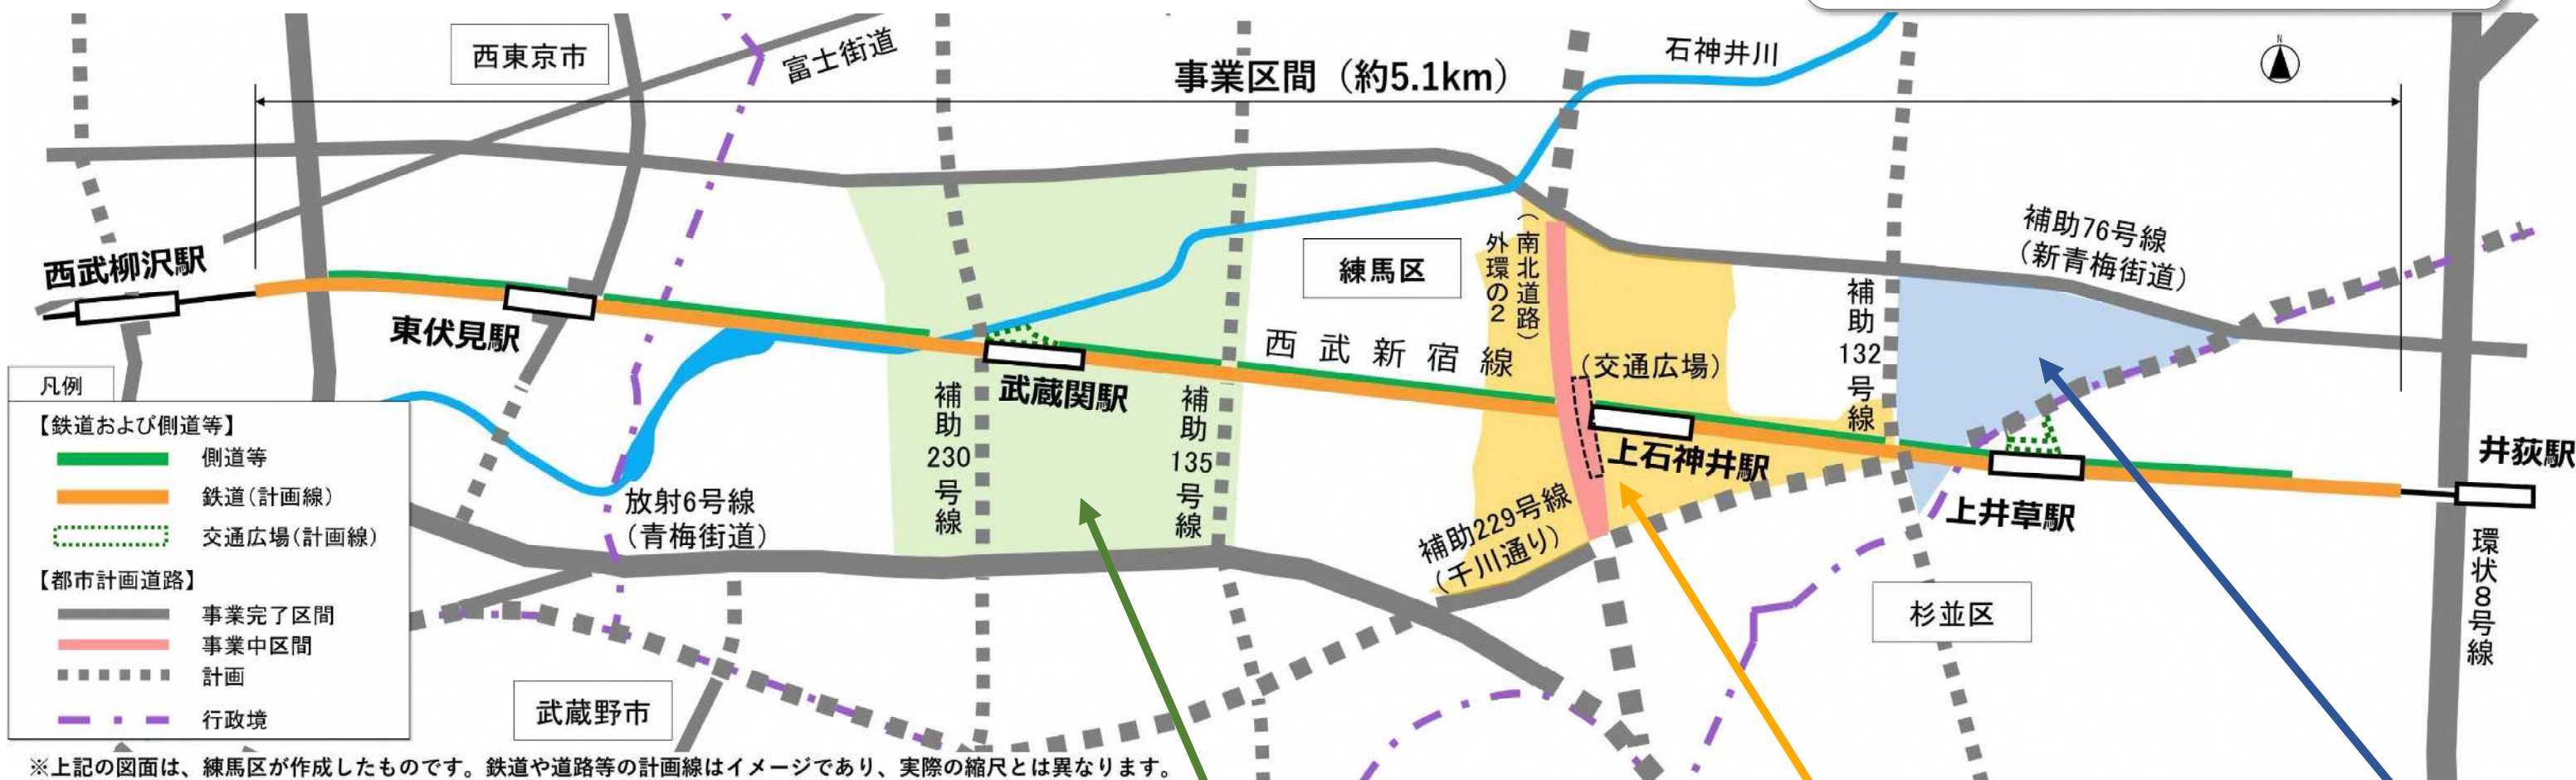 西東京市
富士街道
事業区間（約5.1km）
石神井川
N
西武柳沢駅
東伏見駅
練馬区
外環の2
（南北道路）
補助76号線
（新青梅街道）
補助132号線
西武新宿線
（交通広場）
武蔵関駅
補助230号線
補助135号線
上石神井駅
上井草駅
井荻駅
放射6号線
（青梅街道）
補助229号線
（千川通り）
環状8号線
杉並区
武蔵野市
凡例
【鉄道および側道等】
側道等
鉄道（計画線）
交通広場（計画線）
【都市計画道路】
事業完了区間
事業中区間
計画
行政境
※上記の図面は、練馬区が作成したものです。鉄道や道路等の計画線はイメージであり、実際の縮尺とは異なります。